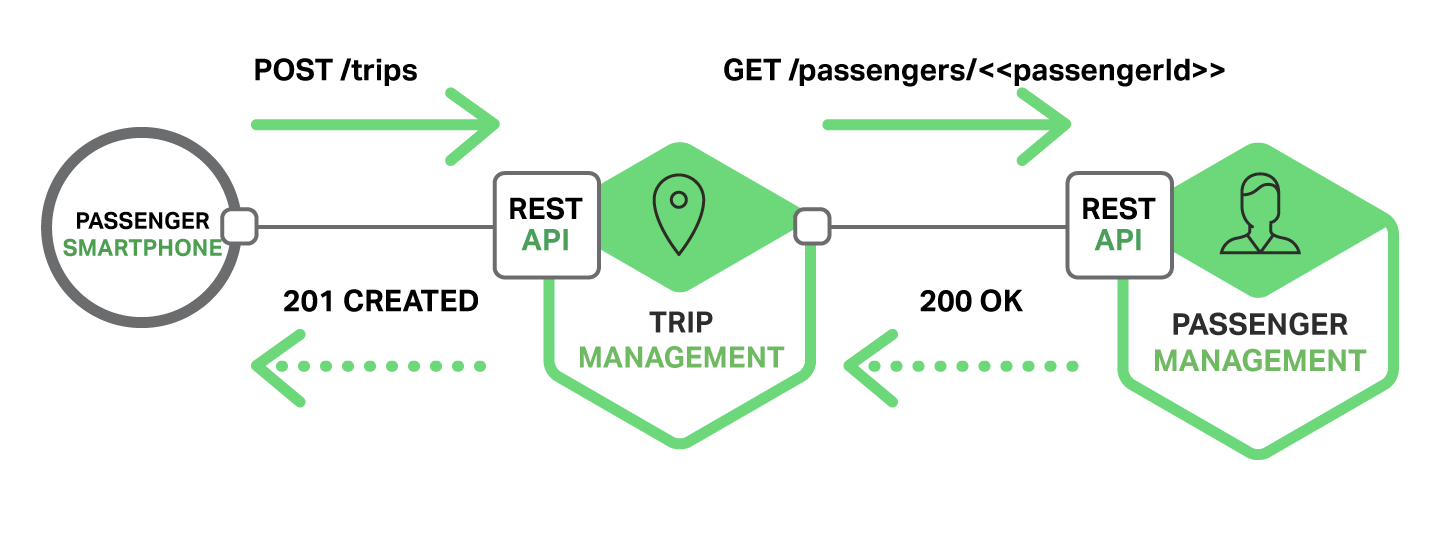 POST /trips
GET /passengers/<<passengerId>>
PASSENGER
SMARTPHONE
REST
API
REST
API
201 CREATED
TRIP
MANAGEMENT
200 OK
PASSENGER
MANAGEMENT